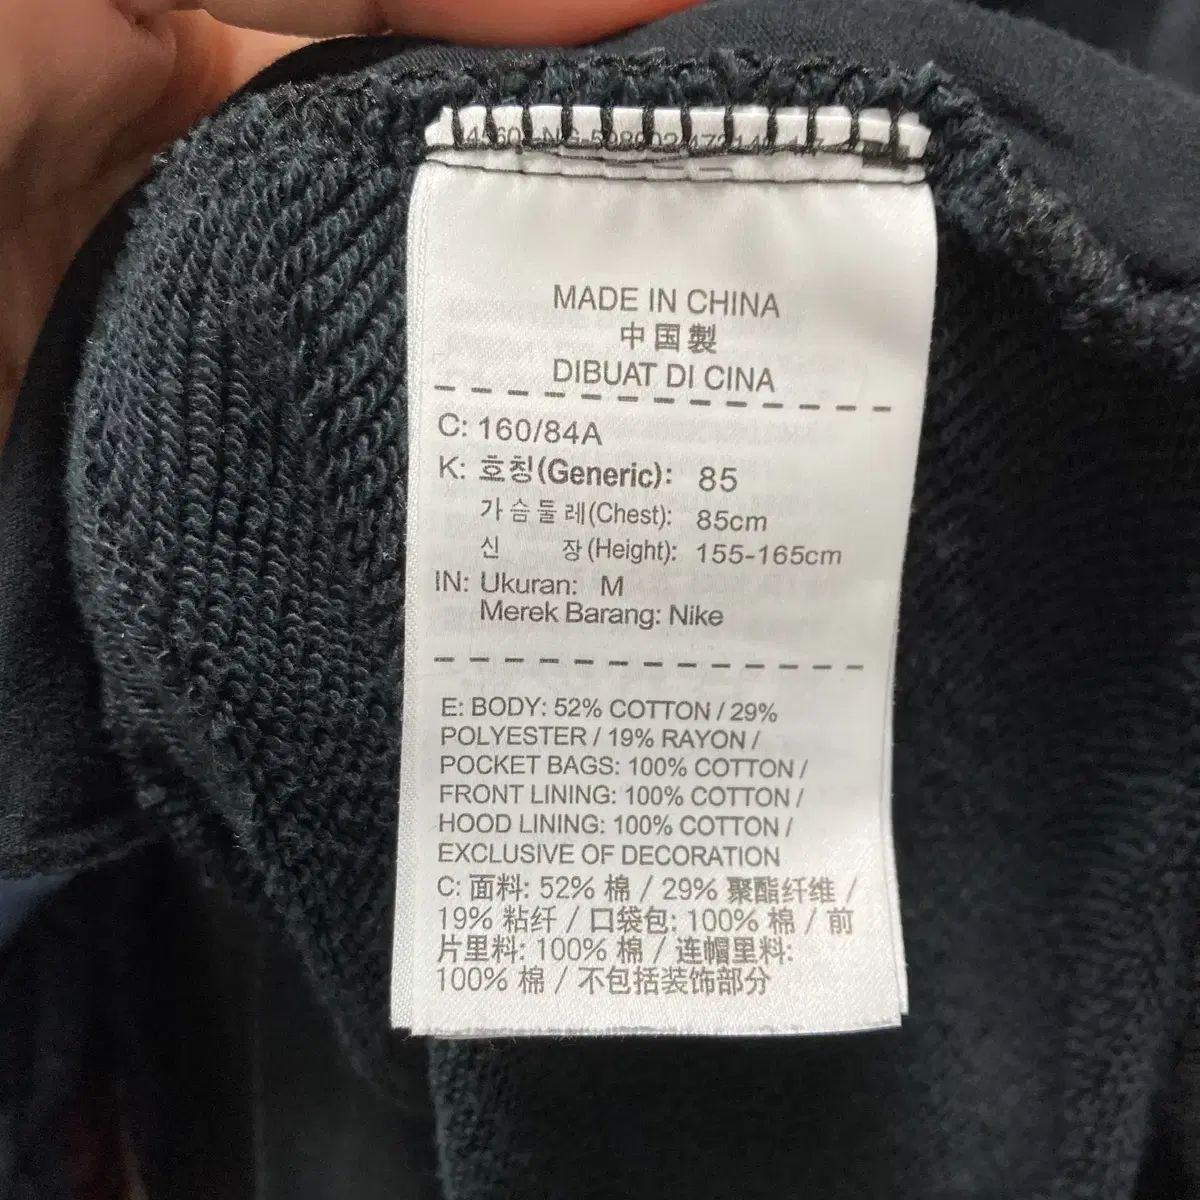 MADE IN CHINA
中国製
DIBUAT DI CINA
C: 160/84A
K: 호칭(Generic): 85
가슴둘레(Chest): 85cm
신 장(Height): 155-165cm
IN: Ukuran: M
Merek Barang: Nike
E: BODY: 52% COTTON / 29%
POLYESTER / 19% RAYON /
POCKET BAGS: 100% COTTON /
FRONT LINING: 100% COTTON /
HOOD LINING: 100% COTTON /
EXCLUSIVE OF DECORATION
C: 面料: 52% 棉 / 29% 聚酯纤维 /
19% 粘纤 / 口袋包: 100% 棉 / 前
片里料: 100% 棉 / 连帽里料:
100% 棉 / 不包括装饰部分